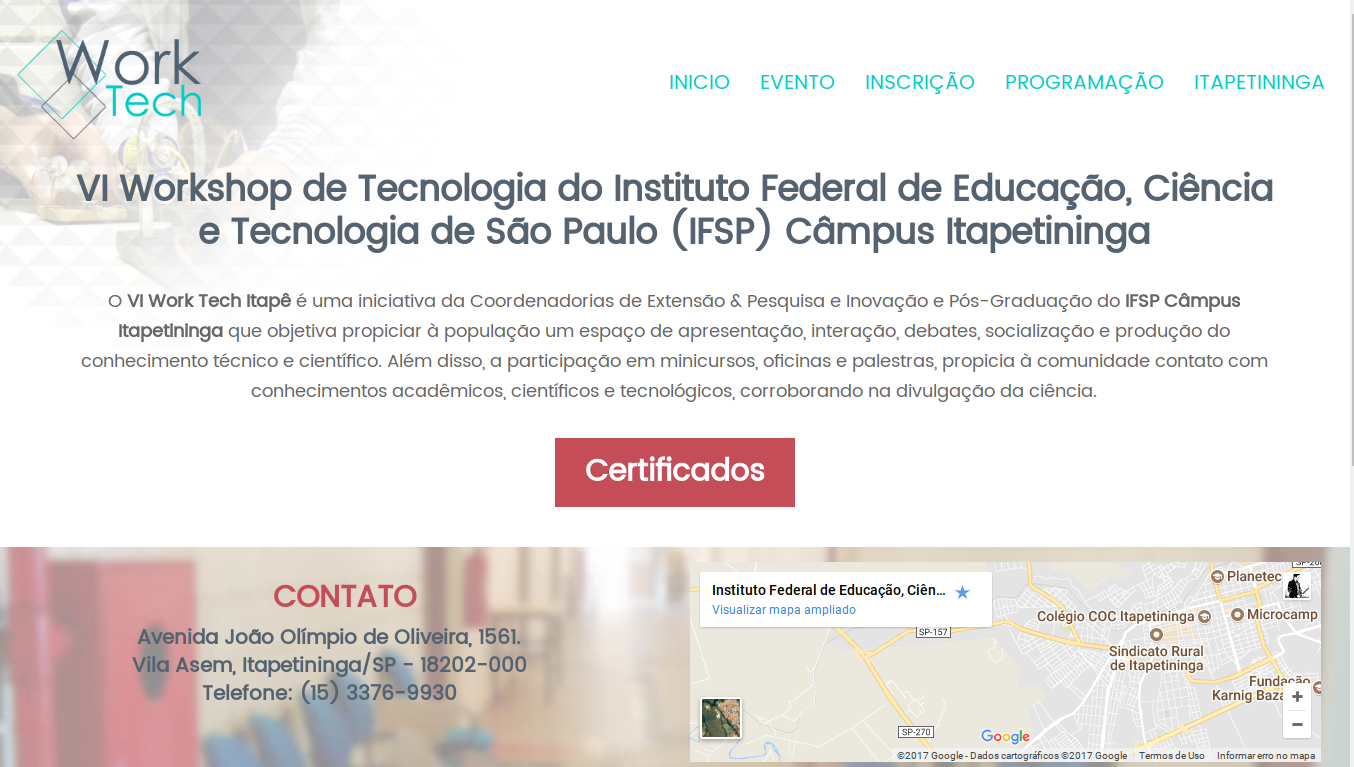 Work
Tech
INICIO EVENTO INSCRIÇÃO PROGRAMAÇÃO ITAPETININGA
VI Workshop de Tecnologia do Instituto Federal de Educação, Ciência
e Tecnologia de São Paulo (IFSP) Câmpus Itapetininga
O VI Work Tech Itapê é uma iniciativa da Coordenadorias de Extensão & Pesquisa e Inovação e Pós-Graduação do IFSP Câmpus
Itapetininga que objetiva propiciar à população um espaço de apresentação, interação, debates, socialização e produção do
conhecimento técnico e científico. Além disso, a participação em minicursos, oficinas e palestras, propicia à comunidade contato com
conhecimentos acadêmicos, científicos e tecnológicos, corroborando na divulgação da ciência.
Certificados
CONTATO
Avenida João Olímpio de Oliveira, 1561.
Vila Asem, Itapetininga/SP - 18202-000
Telefone: (15) 3376-9930
Instituto Federal de Educação, Ciên...
Visualizar mapa ampliado
Planetec
Colégio COC Itapetininga
Microcamp
SP-157
Sindicato Rural
de Itapetininga
Fundação
Karnig Baza
SP-270
Google
©2017 Google - Dados cartográficos ©2017 Google Termos de Uso Informar erro no mapa